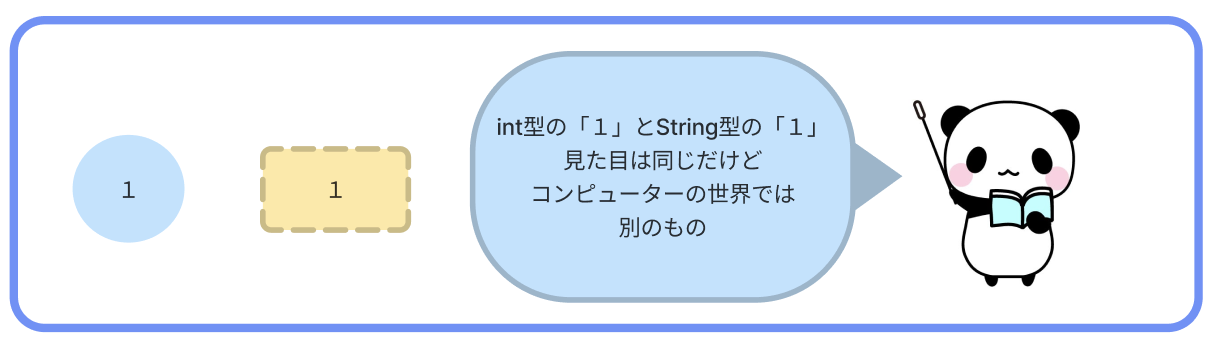 １
１
int型の「１」とString型の「１」
見た目は同じだけど
コンピューターの世界では
別のもの